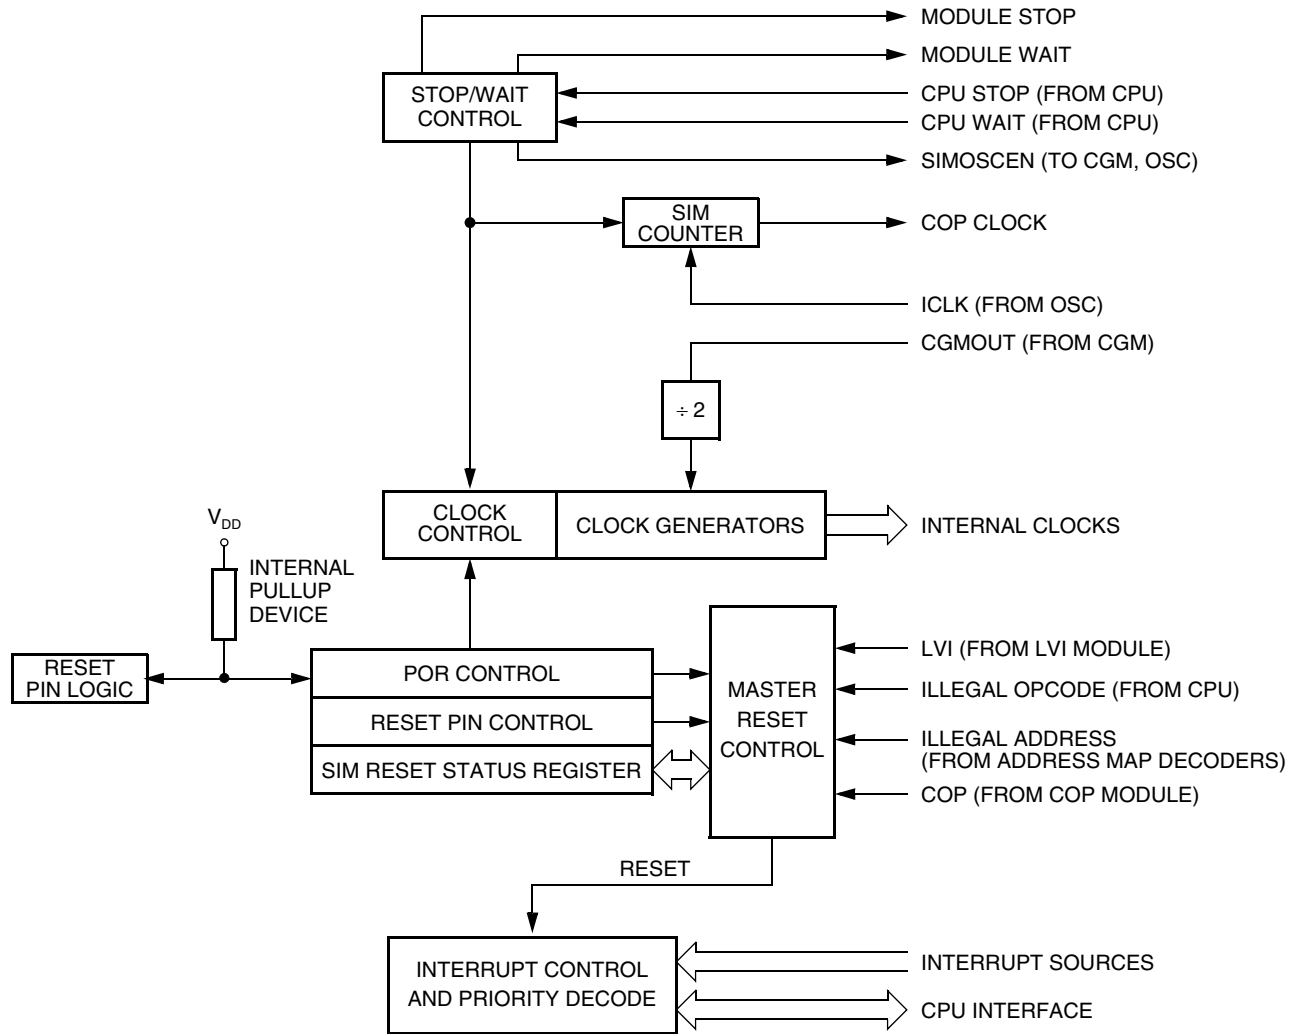 MODULE STOP
MODULE WAIT
STOP/WAIT
CONTROL
CPU STOP (FROM CPU)
CPU WAIT (FROM CPU)
SIMOSCEN (TO CGM, OSC)
SIM
COUNTER
COP CLOCK
ICLK (FROM OSC)
CGMOUT (FROM CGM)
÷ 2
VDD
INTERNAL
PULLUP
DEVICE
CLOCK
CONTROL
CLOCK GENERATORS
INTERNAL CLOCKS
RESET
PIN LOGIC
POR CONTROL
RESET PIN CONTROL
SIM RESET STATUS REGISTER
MASTER
RESET
CONTROL
LVI (FROM LVI MODULE)
ILLEGAL OPCODE (FROM CPU)
ILLEGAL ADDRESS
(FROM ADDRESS MAP DECODERS)
COP (FROM COP MODULE)
RESET
INTERRUPT CONTROL
AND PRIORITY DECODE
INTERRUPT SOURCES
CPU INTERFACE